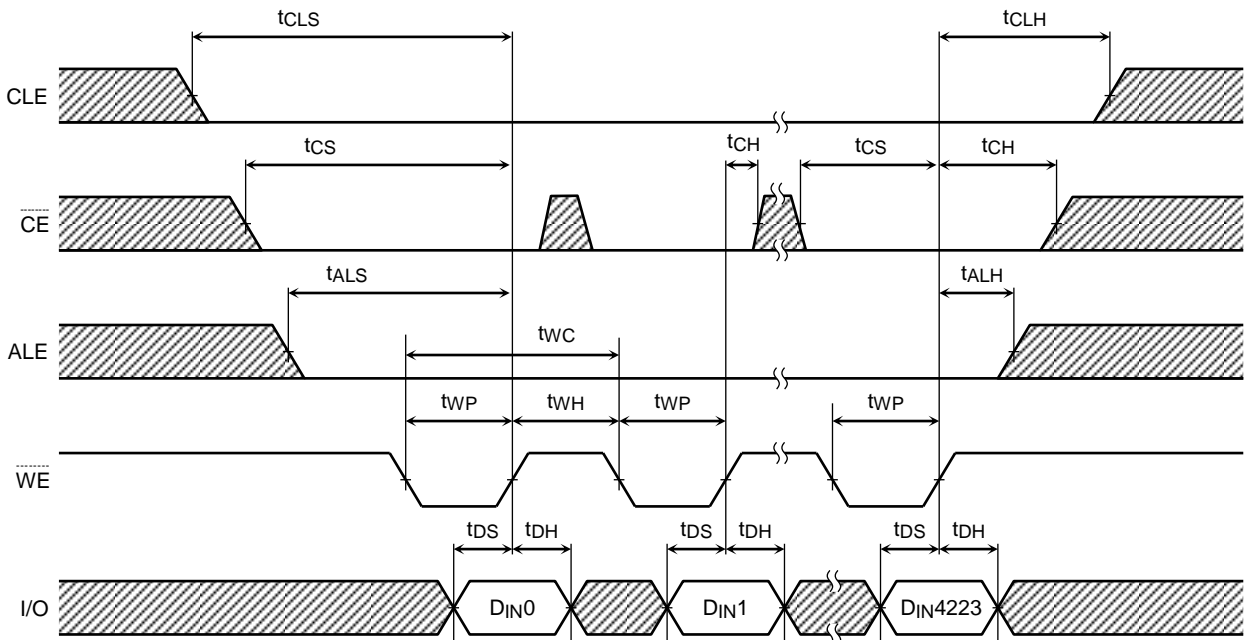 tCLS tCLH
CLE
tCS tCH tCS tCH
CE
tALS tALH
ALE
tWC
tWP tWH tWP tWP
WE
tDS tDH tDS tDH tDS tDH
I/O DIN0 DIN1 DIN4223